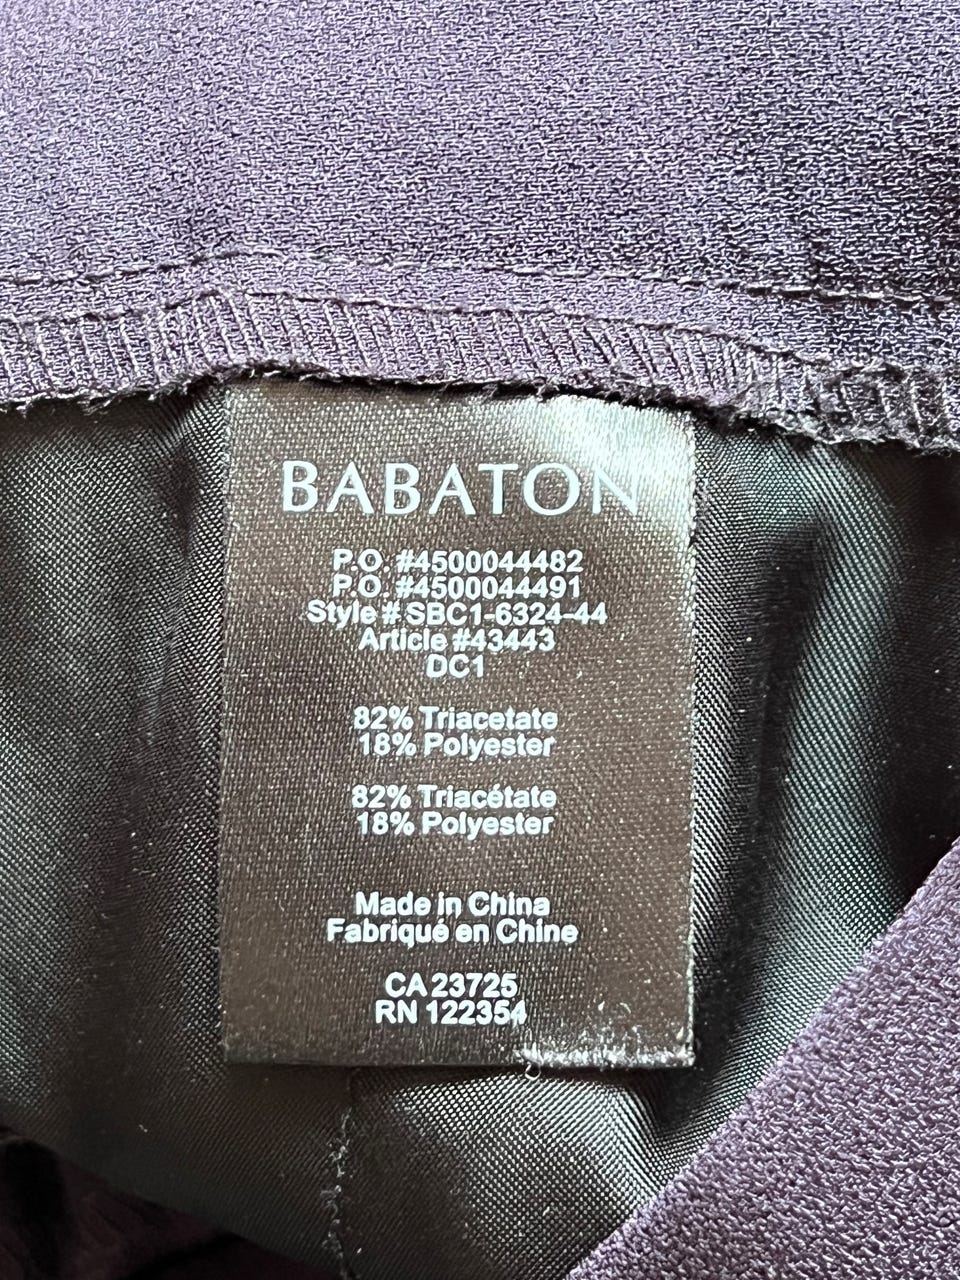 BABATON
P.O. #4500044482
P.O. #4500044491
Style # SBC1-6324-44
Article #43443
DC1
82% Triacetate
18% Polyester
82% Triacétate
18% Polyester
Made in China
Fabriqué en Chine
CA 23725
RN 122354